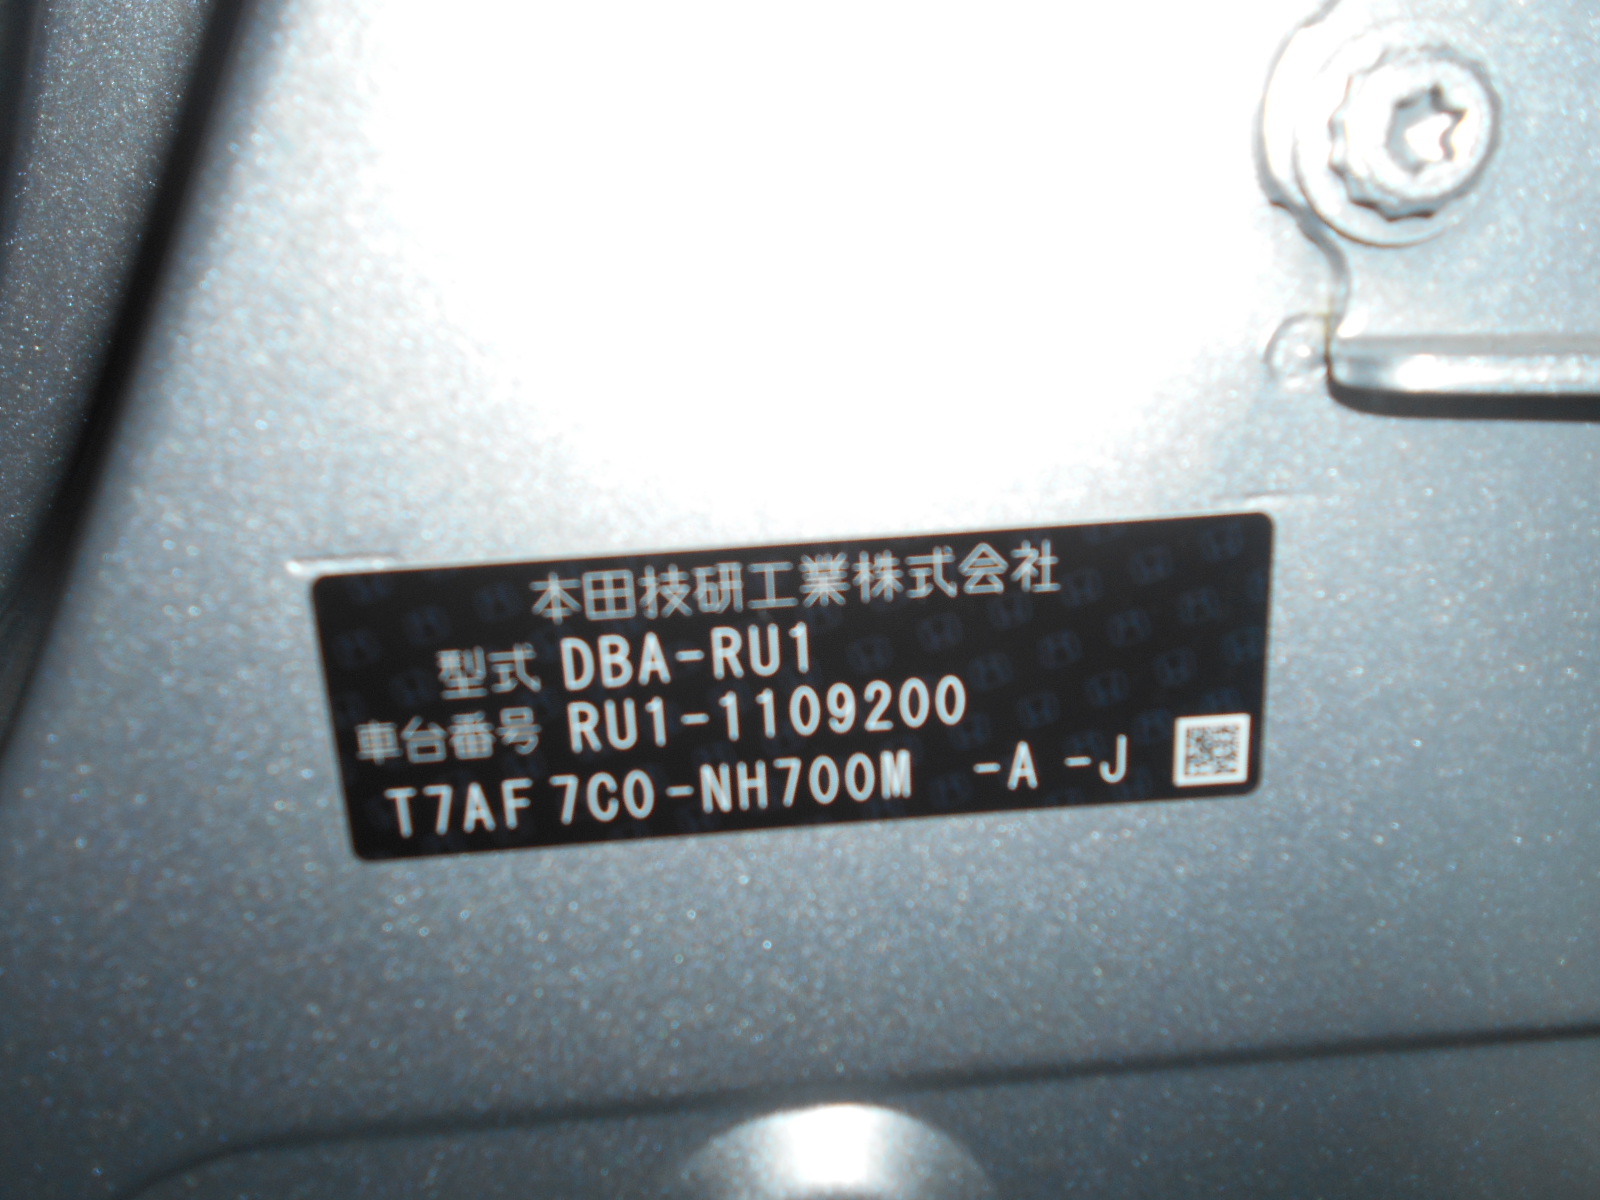 本田技研工業株式会社
型式 DBA-RU1
車台番号 RU1-1109200
T7AF 7C0-NH700M -A -J